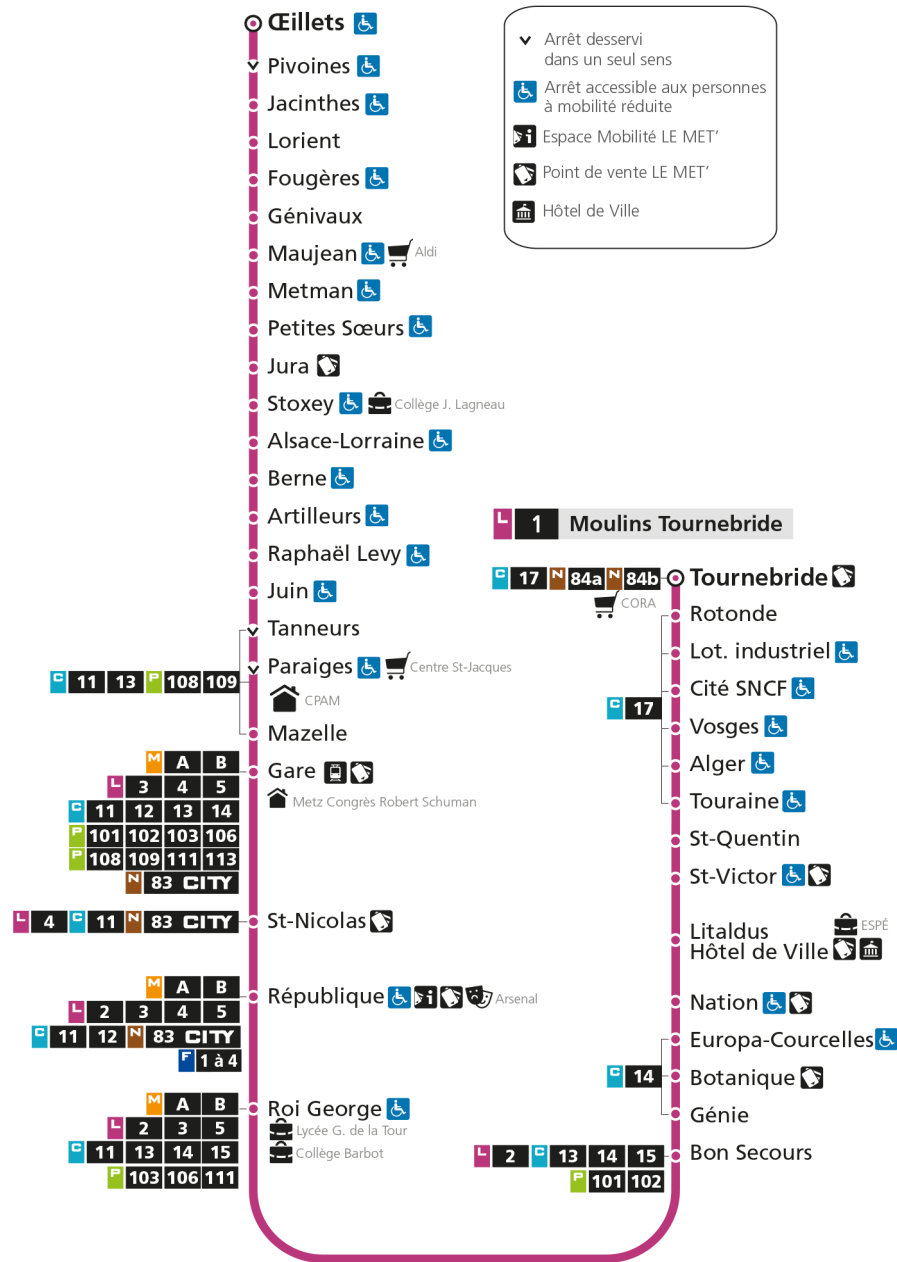 Œillets
Pivoines
Jacinthes
Lorient
Fougères
Génivaux
Maujean Aldi
Metman
Petites Sœurs
Jura
Stoxey Collège J. Lagneau
Alsace-Lorraine
Berne
Artilleurs
Raphaël Levy
Juin
Tanneurs
Paraiges Centre St-Jacques
C 11 13 P 108 109
CPAM
Mazelle
M A B
Gare
L 3 4 5
Metz Congrès Robert Schuman
C 11 12 13 14
P 101 102 103 106
P 108 109 111 113
N 83 CITY
L 4 C 11 N 83 CITY
St-Nicolas
M A B
République Arsenal
L 2 3 4 5
C 11 12 N 83 CITY
F 1 à 4
M A B
Roi George
L 2 3 5
Lycée G. de la Tour
C 11 13 14 15
Collège Barbot
P 103 106 111
Arrêt desservi
dans un seul sens
Arrêt accessible aux personnes
à mobilité réduite
i Espace Mobilité LE MET'
Point de vente LE MET'
Hôtel de Ville
L 1 Moulins Tournebride
C 17 N 84a N 84b
Tournebride
CORA
Rotonde
Lot. industriel
Cité SNCF
C 17
Vosges
Alger
Touraine
St-Quentin
St-Victor
Litaldus ESPÉ
Hôtel de Ville
Nation
Europa-Courcelles
C 14
Botanique
Génie
L 2 C 13 14 15
Bon Secours
P 101 102